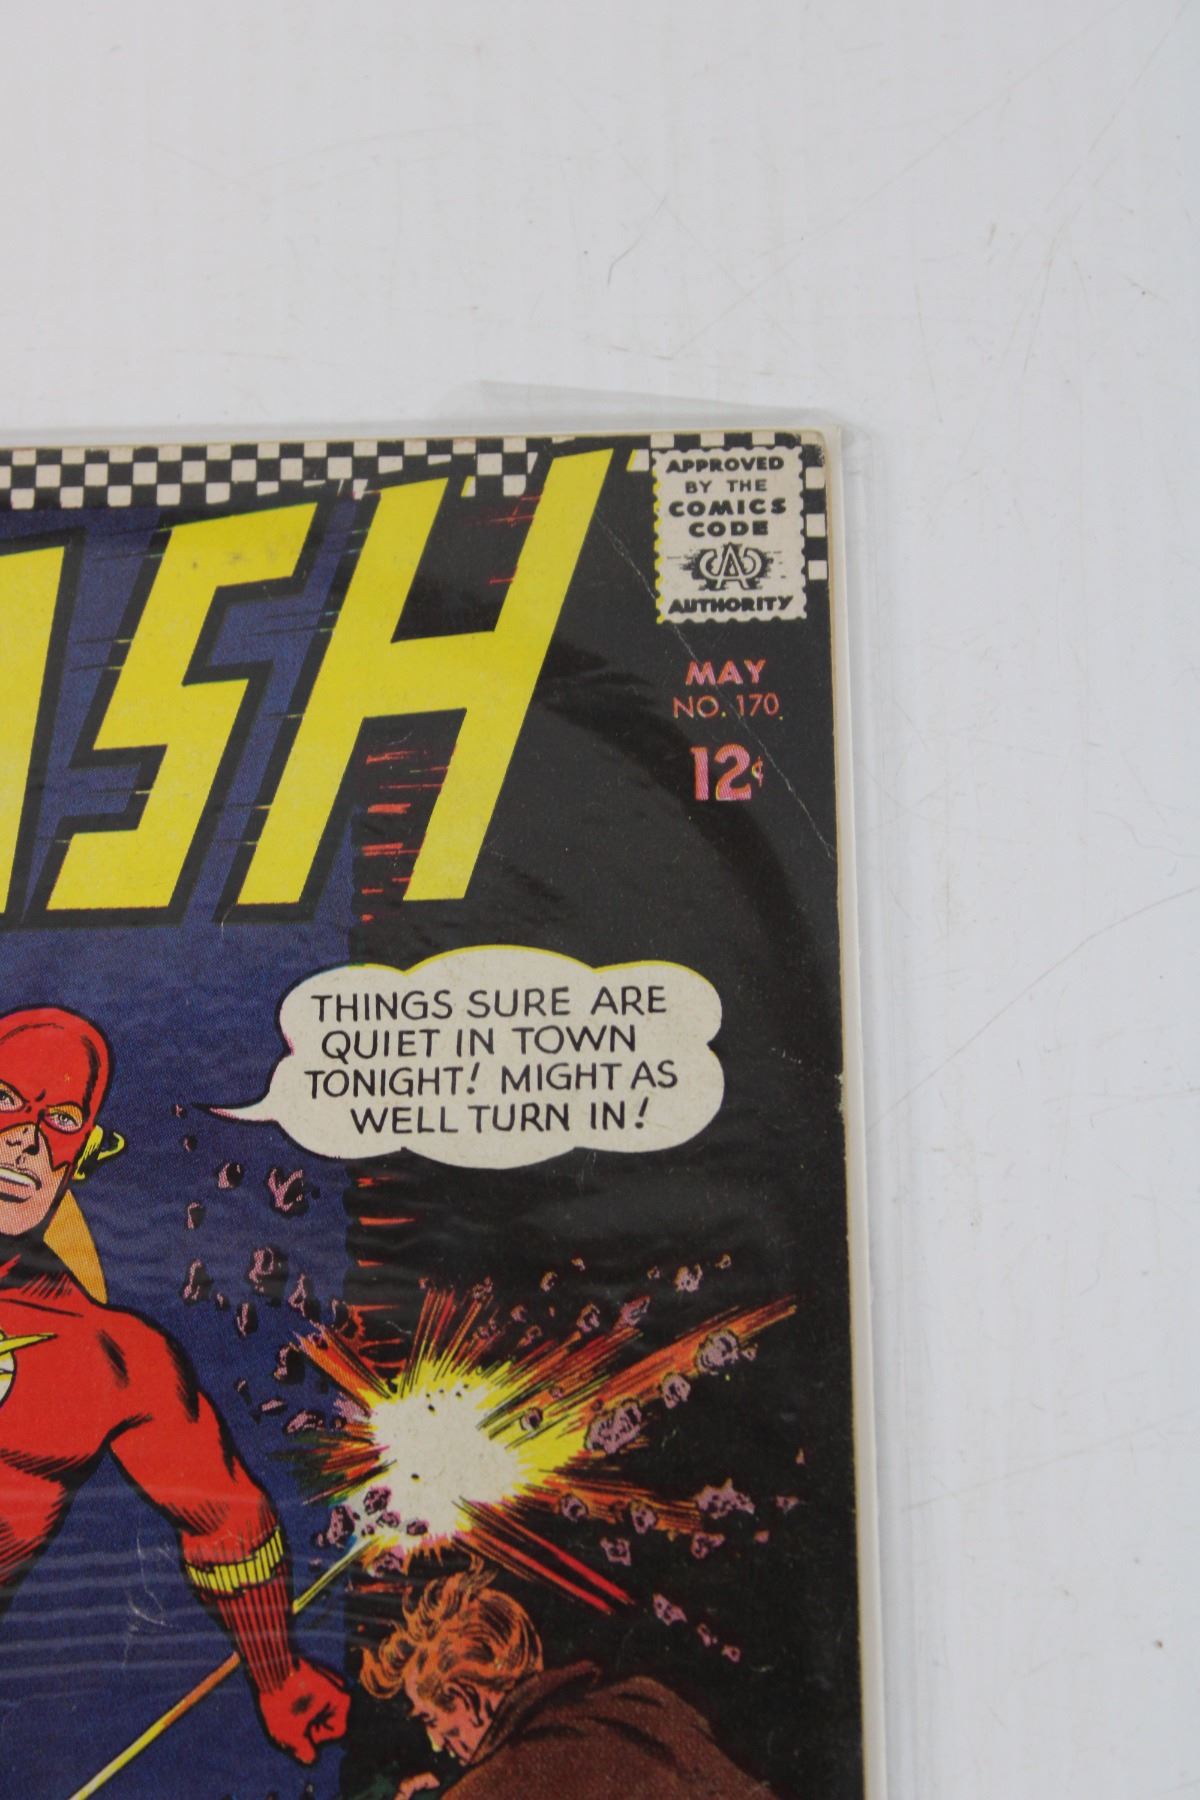 ASH
APPROVED
BY THE
COMICS
CODE
CA
AUTHORITY
MAY
NO. 170.
12¢
THINGS SURE ARE
QUIET IN TOWN
TONIGHT! MIGHT AS
WELL TURN IN!